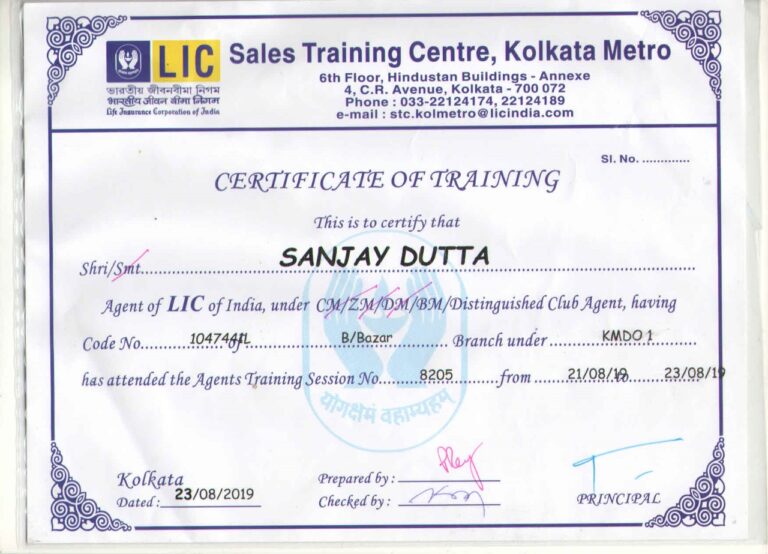 LIC
ভারতীয় জীবনবীমা নিগম
भारतीय जीवन बीमा निगम
Life Insurance Corporation of India
Sales Training Centre, Kolkata Metro
6th Floor, Hindustan Buildings - Annexe
4, C.R. Avenue, Kolkata - 700 072
Phone : 033-22124174, 22124189
e-mail : stc.kolmetro@licindia.com
Sl. No. .............
CERTIFICATE OF TRAINING
This is to certify that
Shri/Smt. SANJAY DUTTA
Agent of LIC of India, under CM/ZM/DM/BM/Distinguished Club Agent, having
Code No. 1047441L of B/Bazar Branch under KMDO 1
has attended the Agents Training Session No. 8205 from 21/08/19 to 23/08/19
योगक्षेमं वहाम्यहम्
Kolkata
Dated : 23/08/2019
Prepared by :
Checked by :
PRINCIPAL